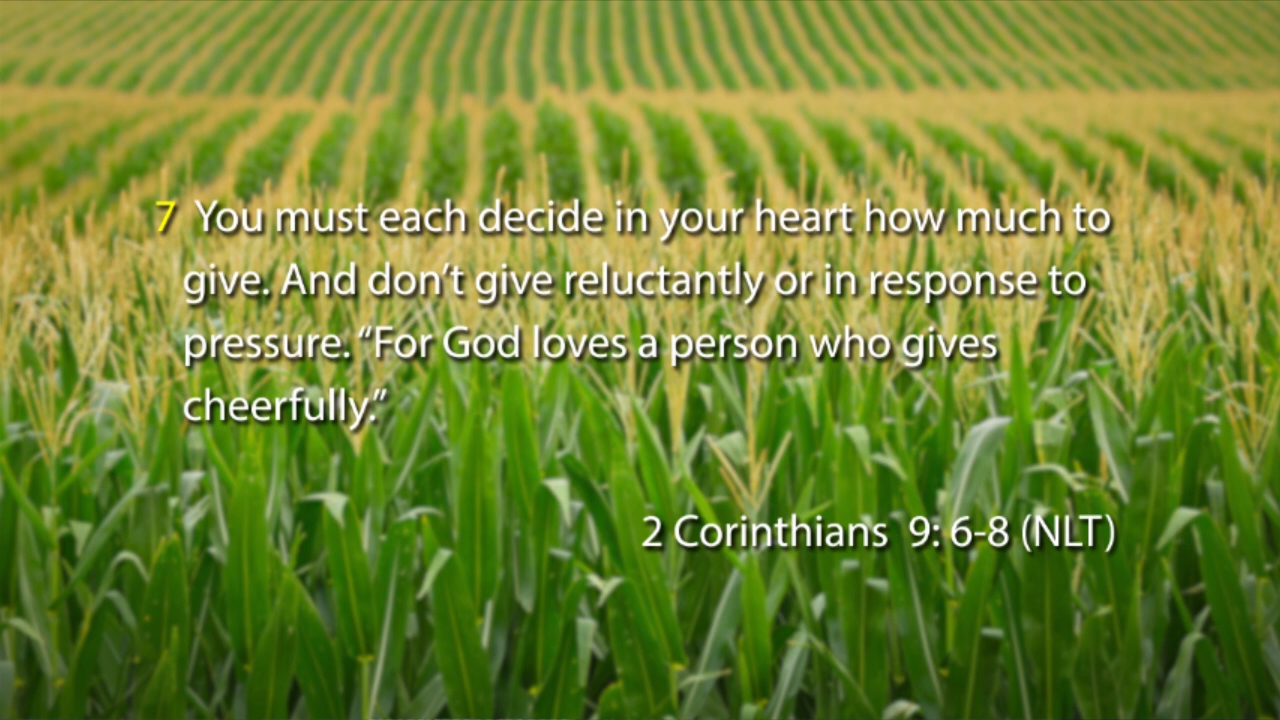 7 You must each decide in your heart how much to
give. And don’t give reluctantly or in response to
pressure. “For God loves a person who gives
cheerfully.”
2 Corinthians 9: 6-8 (NLT)